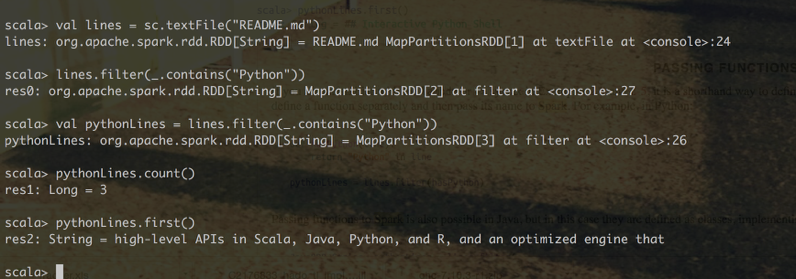 python.first()
scala> val lines = sc.textFile("README.md")
lines: org.apache.spark.rdd.RDD[String] = README.md MapPartitionsRDD[1] at textFile at <console>:24
PASSING FUNCTIONS
scala> lines.filter(_.contains("Python"))
res0: org.apache.spark.rdd.RDD[String] = MapPartitionsRDD[2] at filter at <console>:27
scala> val pythonLines = lines.filter(_.contains("Python"))
pythonLines: org.apache.spark.rdd.RDD[String] = MapPartitionsRDD[3] at filter at <console>:26
scala> pythonLines.count()
res1: Long = 3
scala> pythonLines.first()
res2: String = high-level APIs in Scala, Java, Python, and R, and an optimized engine that
scala>